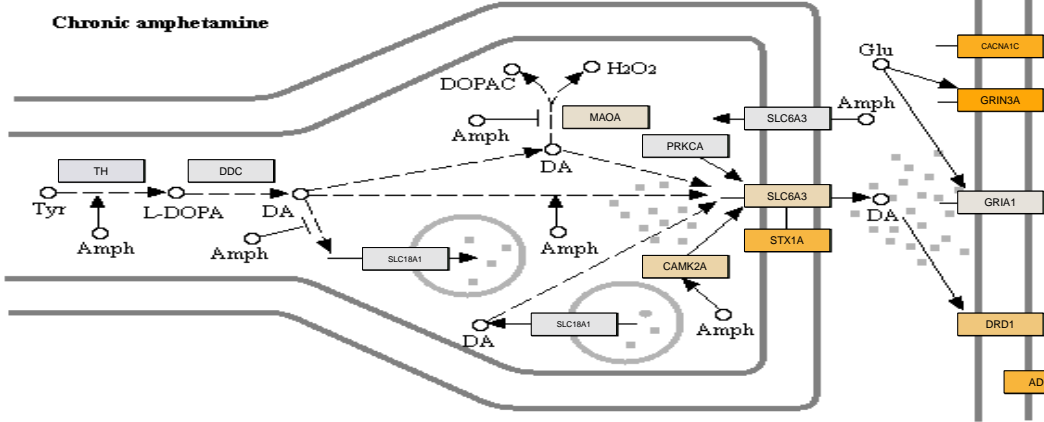 Chronic amphetamine
CACNA1C
Glu
DOPAC
H2O2
GRIN3A
Amph
MAOA
SLC6A3
Amph
PRKCA
DA
TH
DDC
SLC6A3
Tyr
L-DOPA
DA
DA
GRIA1
Amph
Amph
Amph
STX1A
SLC18A1
CAMK2A
SLC18A1
DA
Amph
DRD1
AD